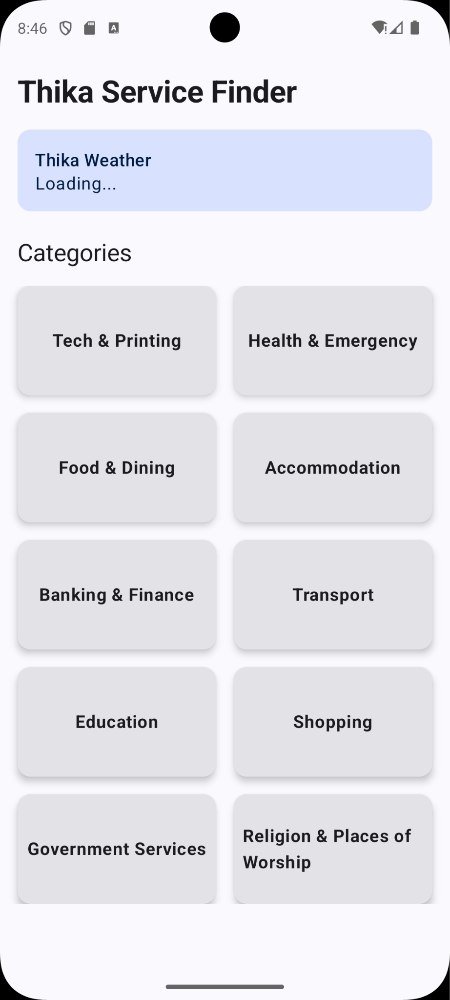 8:46
A
Thika Service Finder
Thika Weather
Loading...
Categories
Tech & Printing
Health & Emergency
Food & Dining
Accommodation
Banking & Finance
Transport
Education
Shopping
Government Services
Religion & Places of
Worship